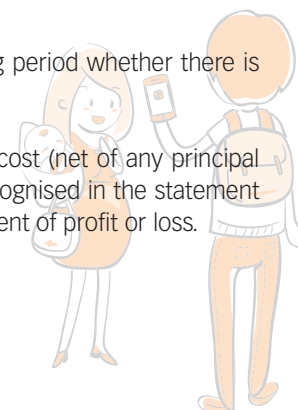 g period whether there is
cost (net of any principal
ognised in the statement
ent of profit or loss.